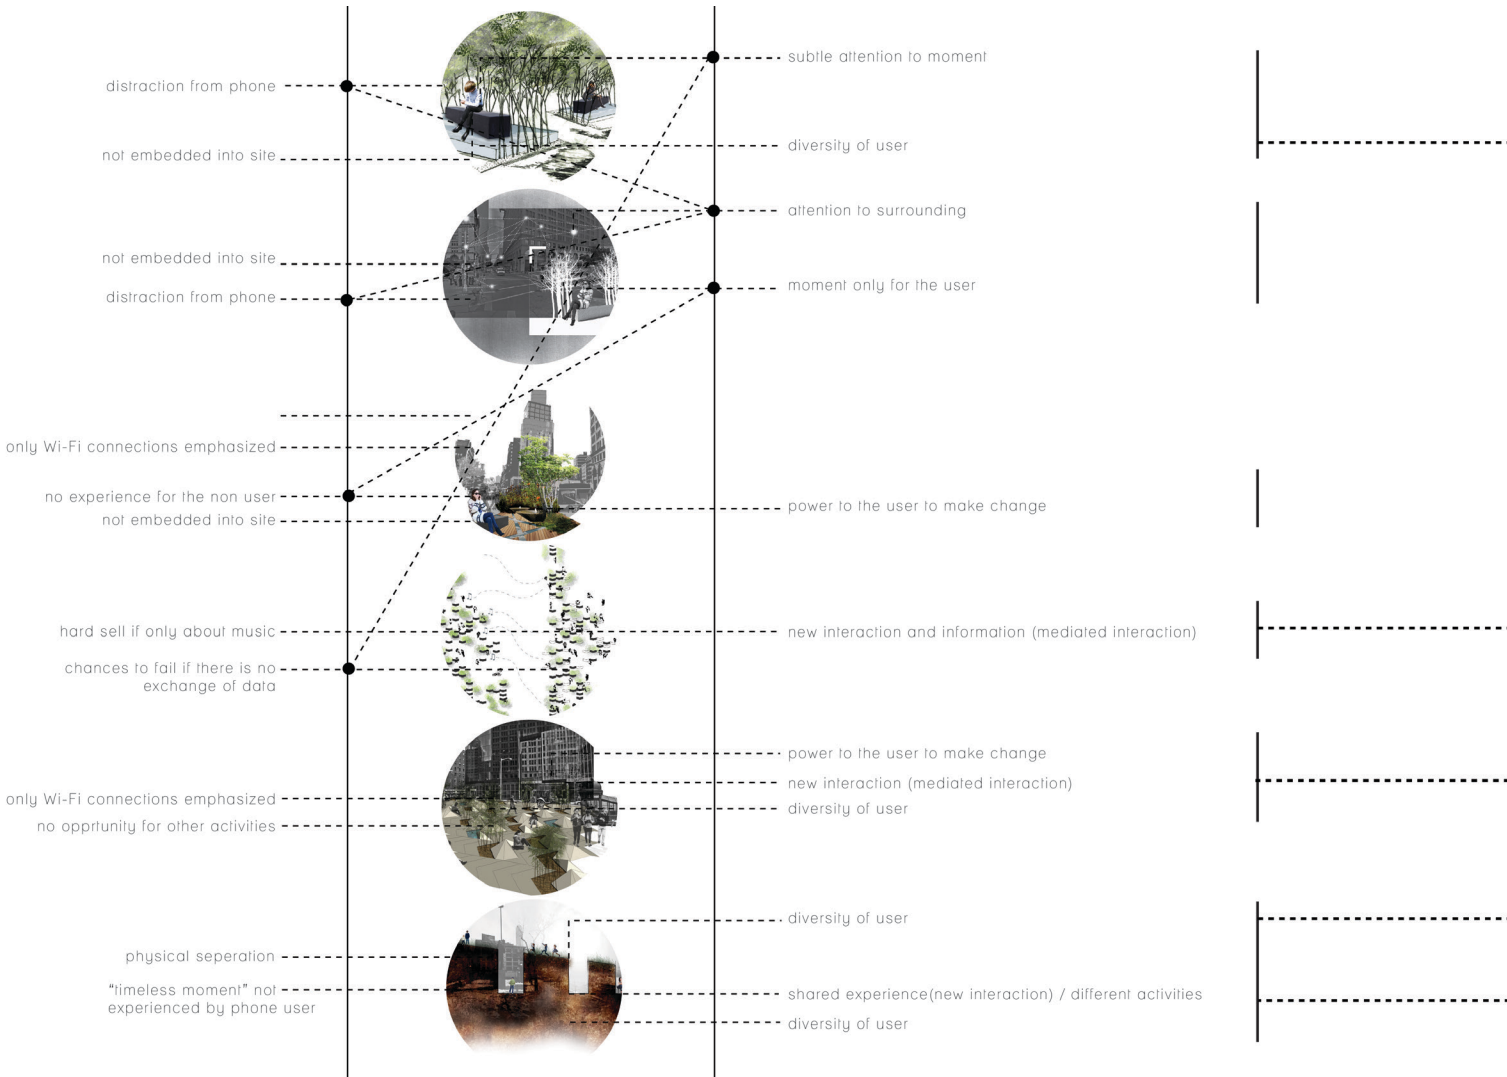 subtle attention to moment
distraction from phone
diversity of user
not embedded into site
attention to surrounding
not embedded into site
moment only for the user
distraction from phone
only Wi-Fi connections emphasized
no experience for the non user
power to the user to make change
not embedded into site
hard sell if only about music
new interaction and information (mediated interaction)
chances to fail if there is no
exchange of data
power to the user to make change
new interaction (mediated interaction)
only Wi-Fi connections emphasized
diversity of user
no opprtunity for other activities
diversity of user
physical seperation
"timeless moment" not
experienced by phone user
shared experience(new interaction) / different activities
diversity of user